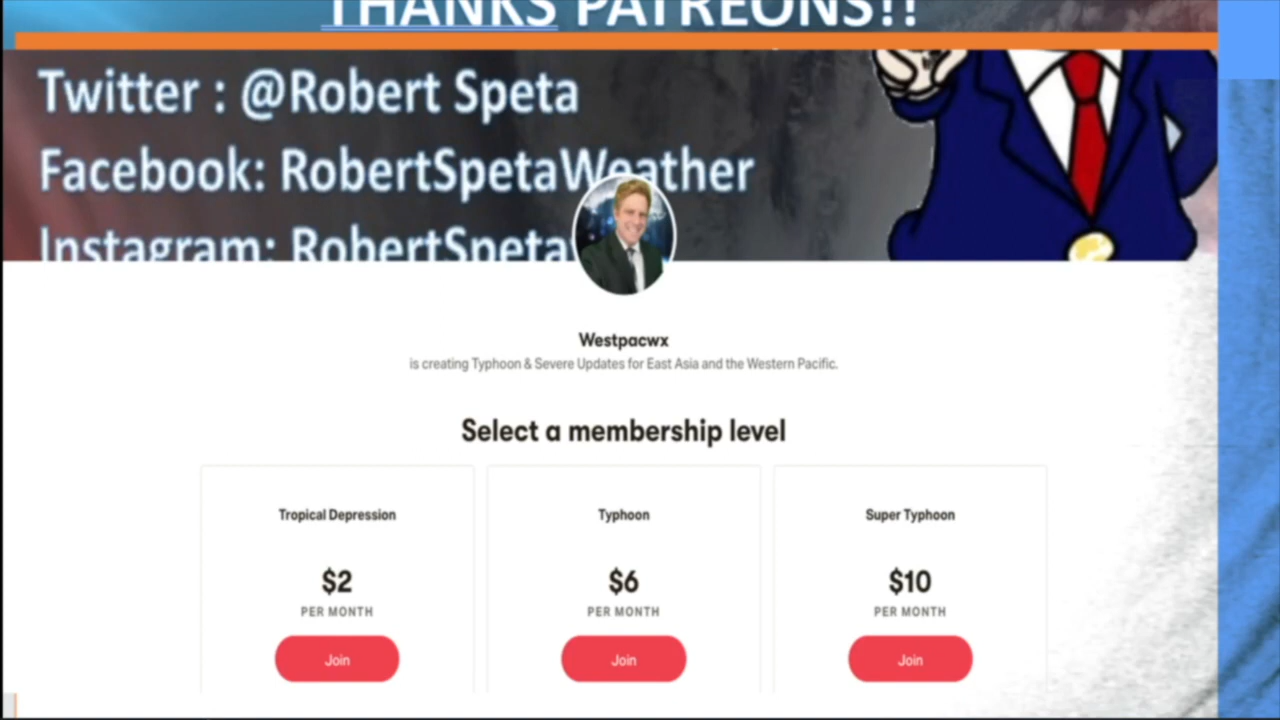 THANKS PATREONS!!
Twitter : @Robert Speta
Facebook: RobertSpetaWeather
Instagram: RobertSpeta
Westpacwx
is creating Typhoon & Severe Updates for East Asia and the Western Pacific.
Select a membership level
Tropical Depression
Typhoon
Super Typhoon
$2
$6
$10
PER MONTH
PER MONTH
PER MONTH
Join
Join
Join